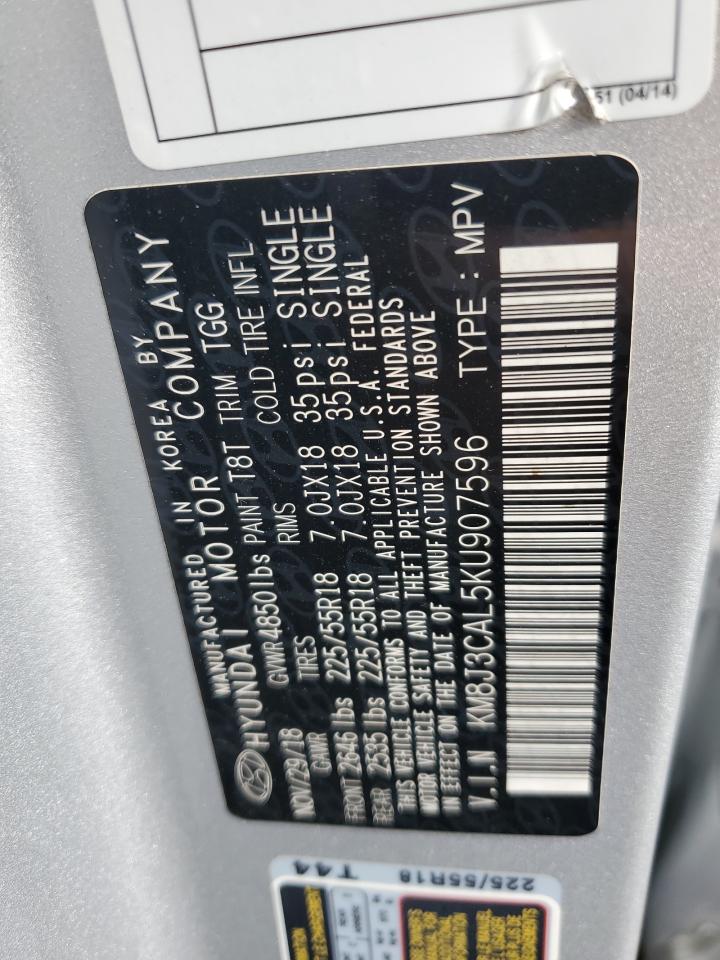 51 (04/14)
MANUFACTURED IN KOREA BY
HYUNDAI MOTOR COMPANY
NOV/29/18 GVWR 4850 lbs PAINT T8T TRIM TGG
GAWR TIRES RIMS COLD TIRE INFL
FRONT 2646 lbs 225/55R18 7.0JX18 35psi SINGLE
REAR 2535 lbs 225/55R18 7.0JX18 35psi SINGLE
THIS VEHICLE CONFORMS TO ALL APPLICABLE U.S.A. FEDERAL
MOTOR VEHICLE SAFETY AND THEFT PREVENTION STANDARDS
IN EFFECT ON THE DATE OF MANUFACTURE SHOWN ABOVE
V.I.N KM8J3CAL5KU907596 TYPE : MPV
T44
225/55R18